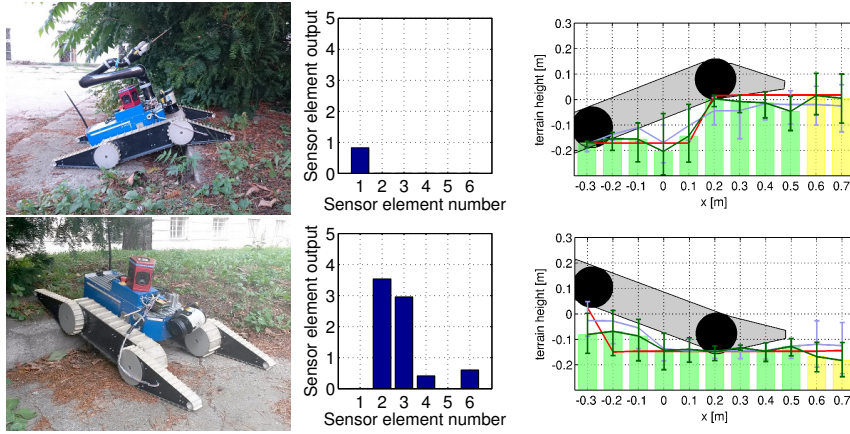 5
4
3
2
1
0
Sensor element output
1 2 3 4 5 6
Sensor element number
0.3
0.2
0.1
0
-0.1
-0.2
terrain height [m]
-0.3 -0.2 -0.1 0 0.1 0.2 0.3 0.4 0.5 0.6 0.7
x [m]
5
4
3
2
1
0
Sensor element output
1 2 3 4 5 6
Sensor element number
0.3
0.2
0.1
0
-0.1
-0.2
terrain height [m]
-0.3 -0.2 -0.1 0 0.1 0.2 0.3 0.4 0.5 0.6 0.7
x [m]